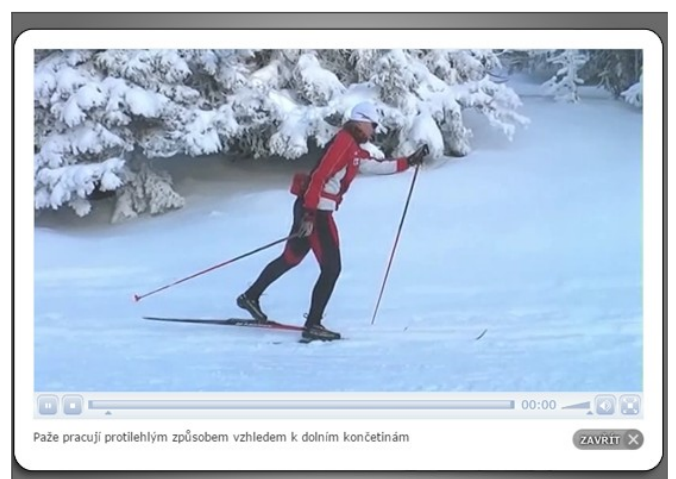 00:00
Paže pracují protilehlým způsobem vzhledem k dolním končetinám
ZAVŘÍT